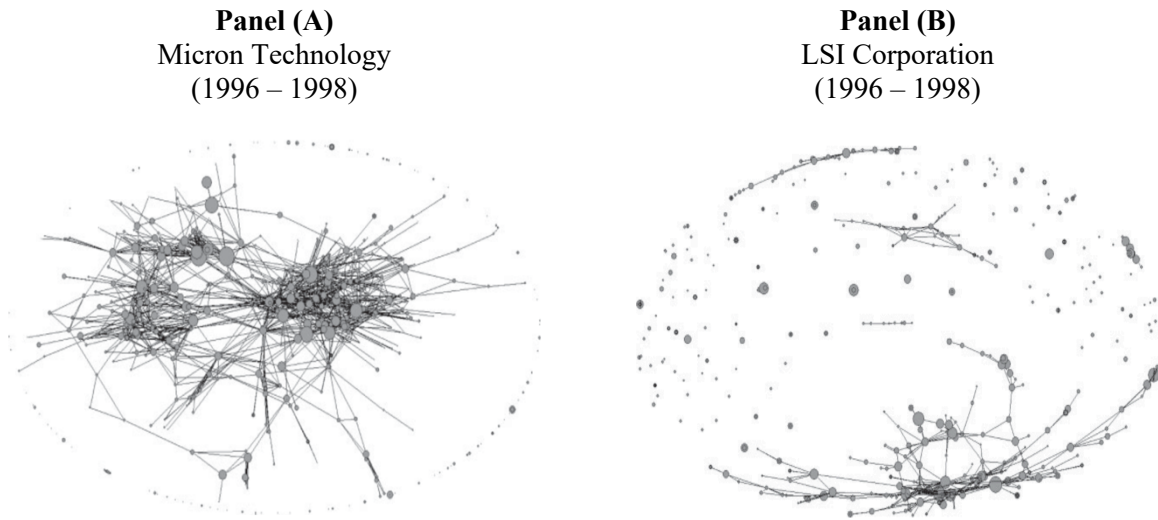 Panel (A)
Micron Technology
(1996 – 1998)
Panel (B)
LSI Corporation
(1996 – 1998)